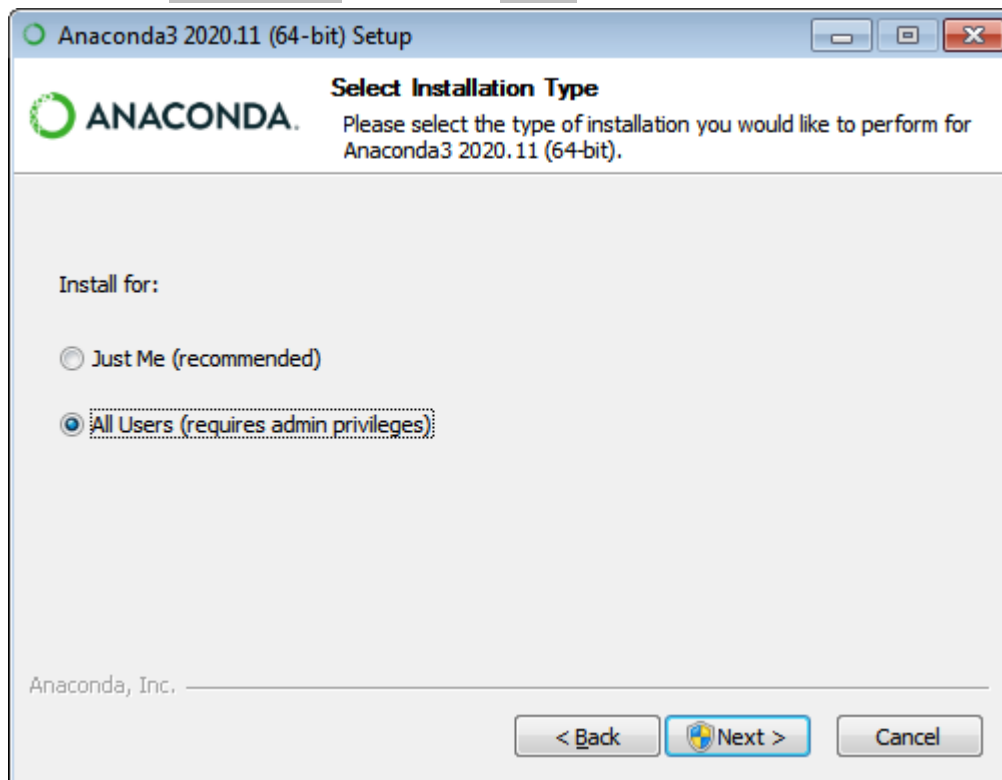 Anaconda3 2020.11 (64-bit) Setup
ANACONDA.
Select Installation Type
Please select the type of installation you would like to perform for
Anaconda3 2020.11 (64-bit).
Install for:
Just Me (recommended)
All Users (requires admin privileges)
Anaconda, Inc.
< Back
Next >
Cancel